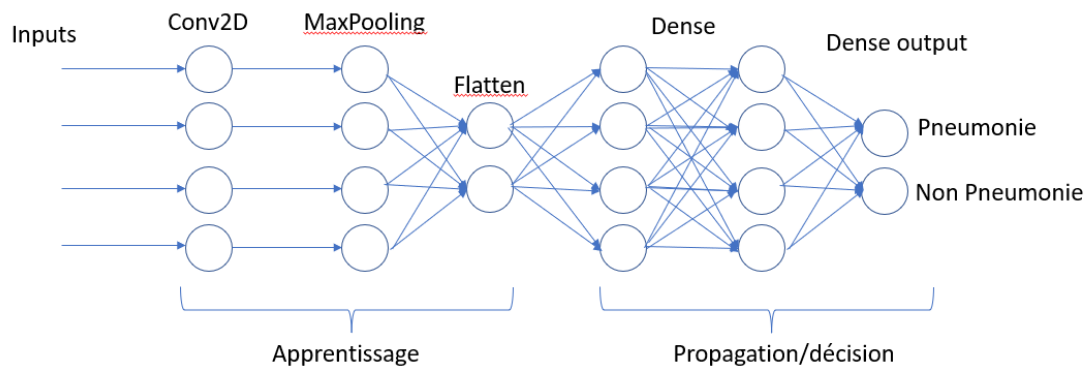 Inputs
Conv2D
MaxPooling
Flatten
Dense
Dense output
Pneumonie
Non Pneumonie
Apprentissage
Propagation/décision